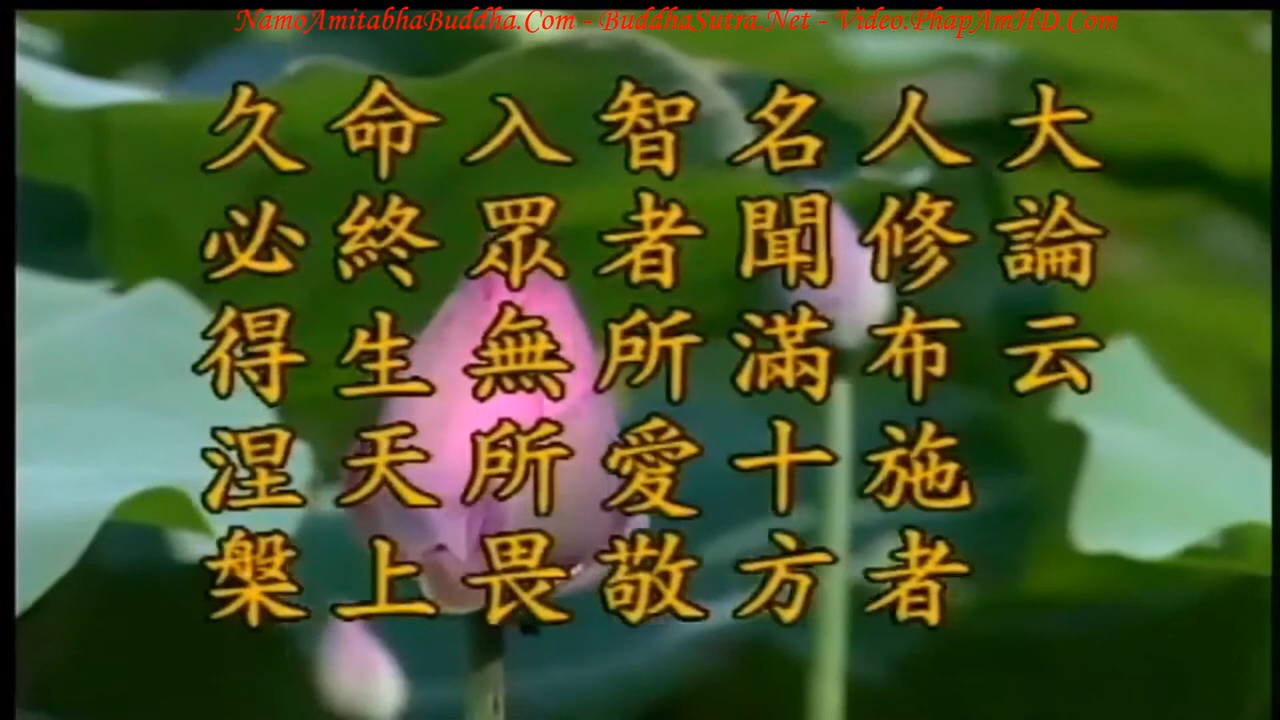 NamoAmitabhaBuddha.Com - BuddhaSutra.Net - Video.PhapAmHD.Com
大論云
人修布施者
名聞滿十方
智者所愛敬
入眾無所畏
命終生天上
久必得涅槃